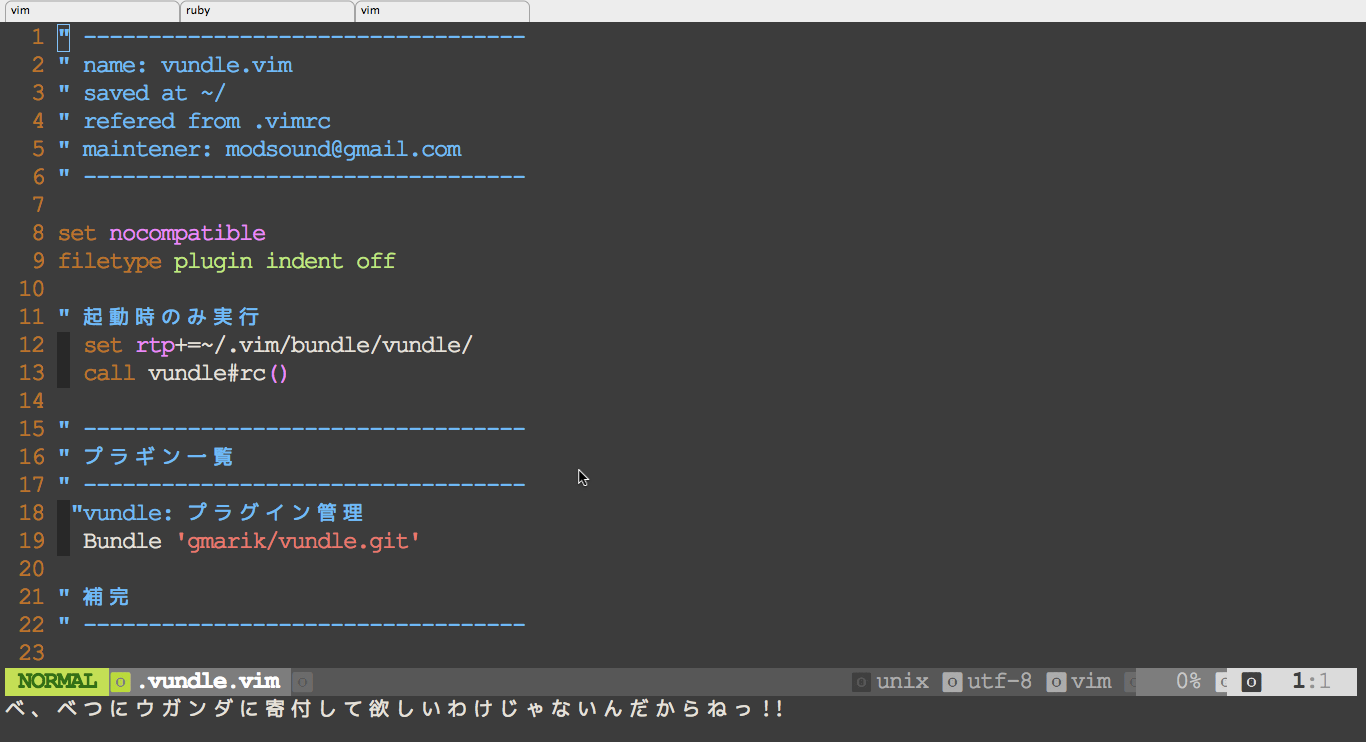 vim ruby vim
1 " ----------------------------------
2 " name: vundle.vim
3 " saved at ~/
4 " refered from .vimrc
5 " maintener: modsound@gmail.com
6 " ----------------------------------
7
8 set nocompatible
9 filetype plugin indent off
10
11 " 起動時のみ実行
12 set rtp+=~/.vim/bundle/vundle/
13 call vundle#rc()
14
15 " ----------------------------------
16 " プラギン一覧
17 " ----------------------------------
18 "vundle: プラグイン管理
19 Bundle 'gmarik/vundle.git'
20
21 " 補完
22 " ----------------------------------
23
NORMAL .vundle.vim unix utf-8 vim 0% 1:1
べ、べつにウガンダに寄付して欲しいわけじゃないんだからねっ!!